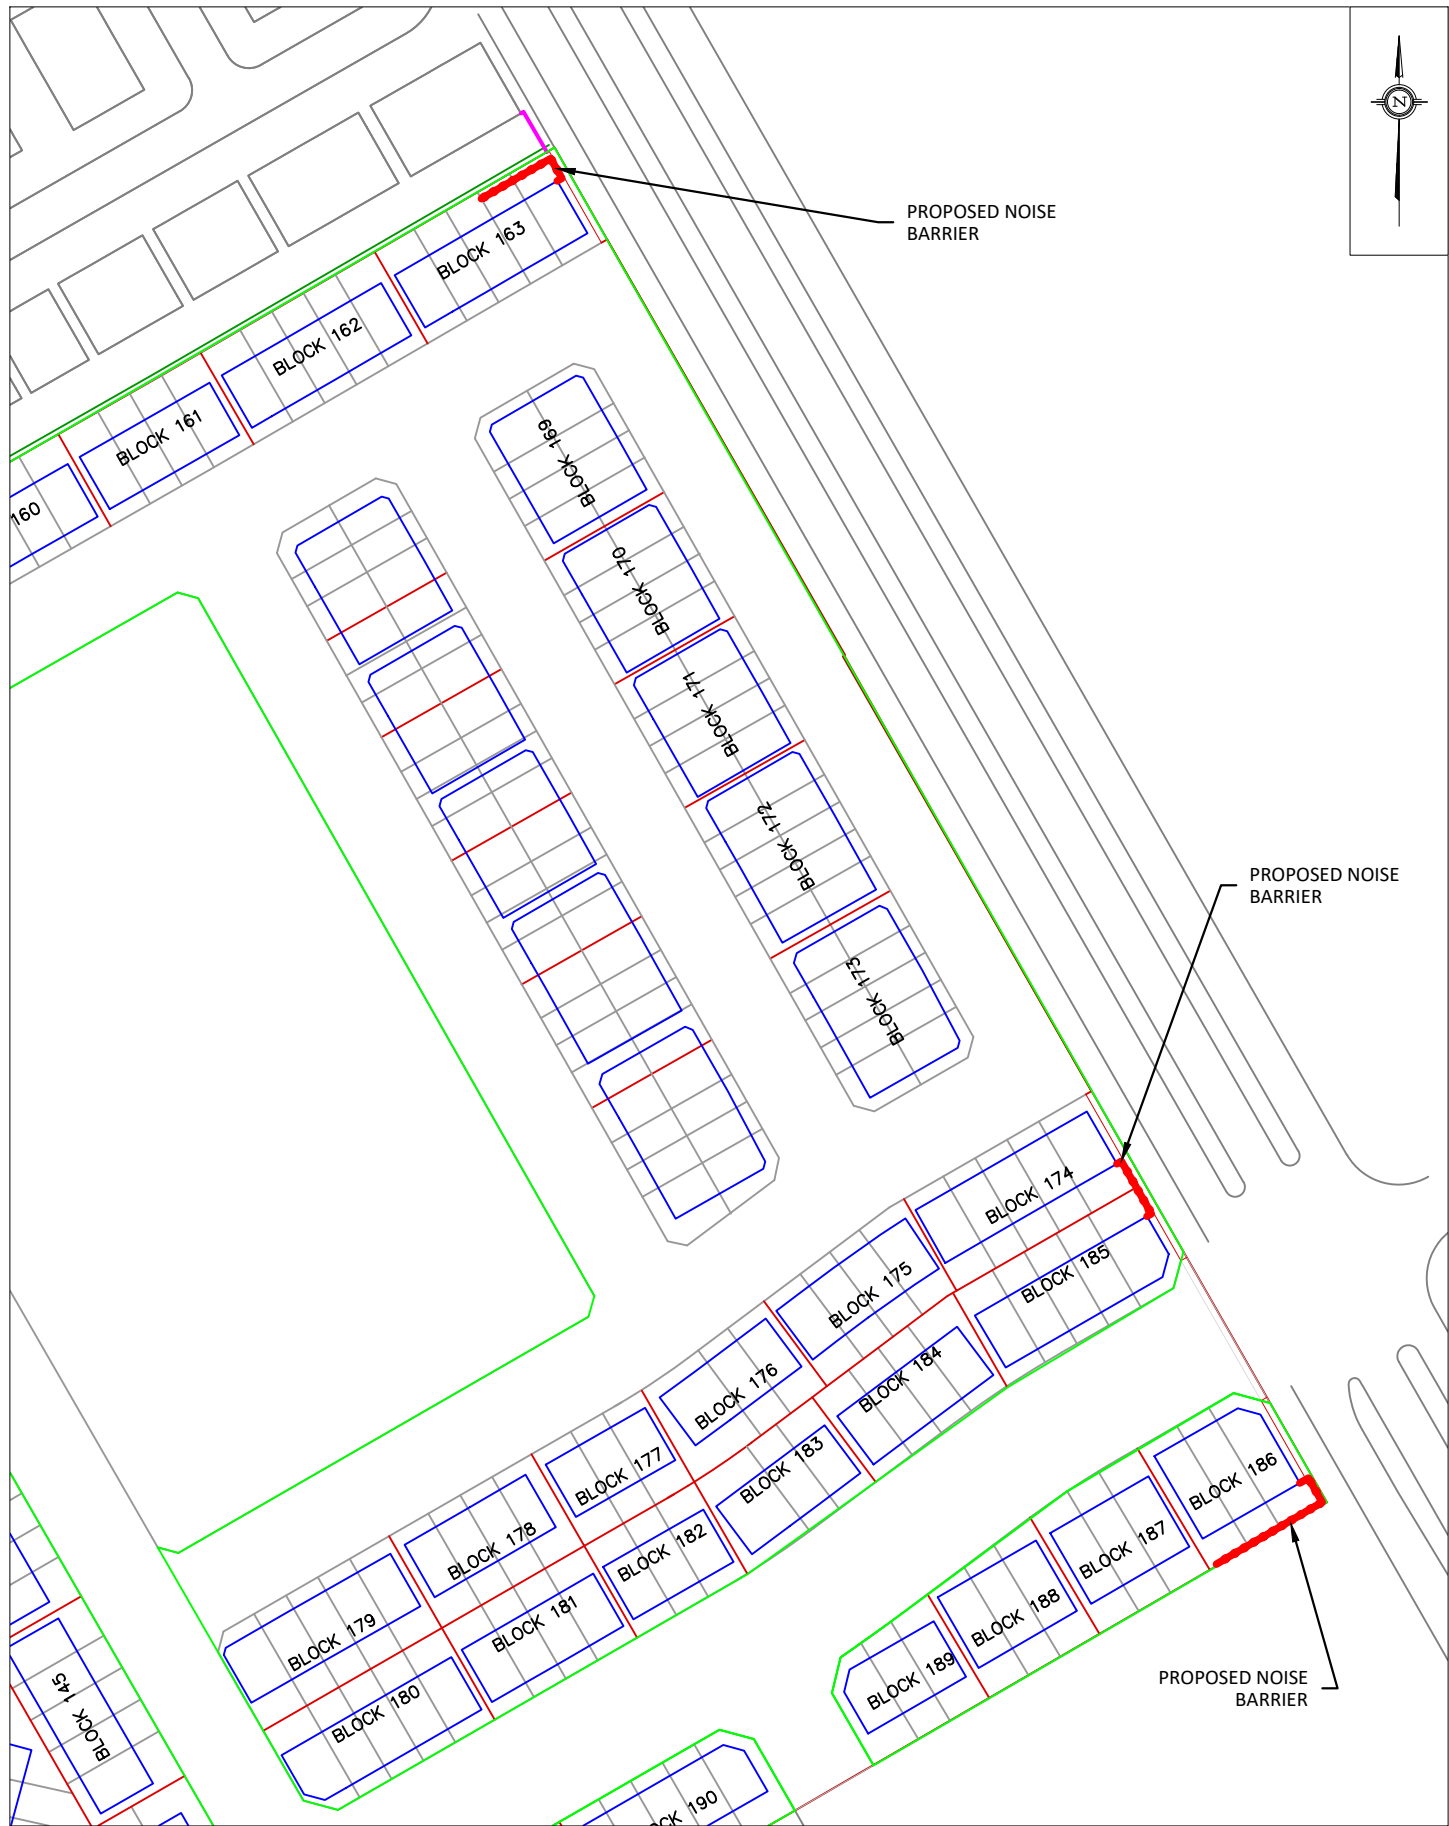 N
PROPOSED NOISE
BARRIER
BLOCK 163
BLOCK 162
BLOCK 161
160
BLOCK 169
BLOCK 170
BLOCK 171
BLOCK 172
BLOCK 173
PROPOSED NOISE
BARRIER
BLOCK 174
BLOCK 185
BLOCK 175
BLOCK 184
BLOCK 176
BLOCK 183
BLOCK 177
BLOCK 182
BLOCK 178
BLOCK 181
BLOCK 179
BLOCK 180
BLOCK 186
BLOCK 187
BLOCK 188
BLOCK 189
PROPOSED NOISE
BARRIER
BLOCK 145
CK 190